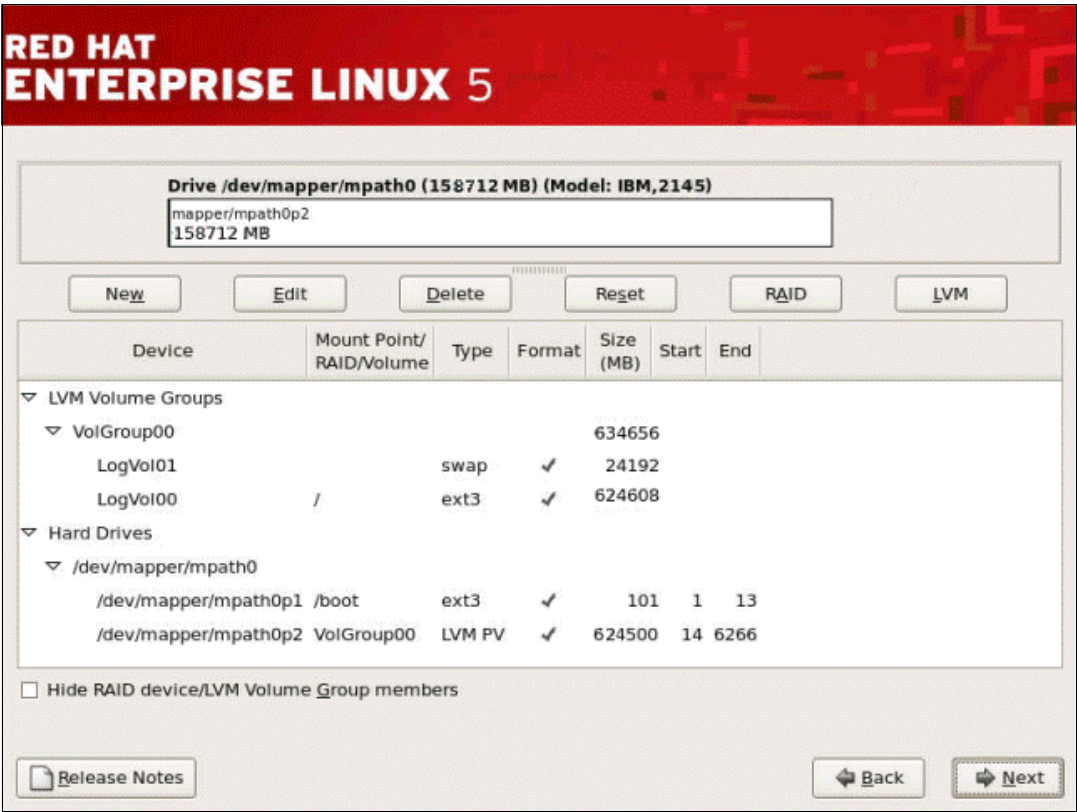 RED HAT
ENTERPRISE LINUX 5
Drive /dev/mapper/mpath0 (158712 MB) (Model: IBM,2145)
mapper/mpath0p2
158712 MB
New Edit Delete Reset RAID LVM
Device Mount Point/ RAID/Volume Type Format Size (MB) Start End
LVM Volume Groups
VolGroup00 634656
LogVol01 swap 24192
LogVol00 / ext3 624608
Hard Drives
/dev/mapper/mpath0
/dev/mapper/mpath0p1 /boot ext3 101 1 13
/dev/mapper/mpath0p2 VolGroup00 LVM PV 624500 14 6266
Hide RAID device/LVM Volume Group members
Release Notes Back Next